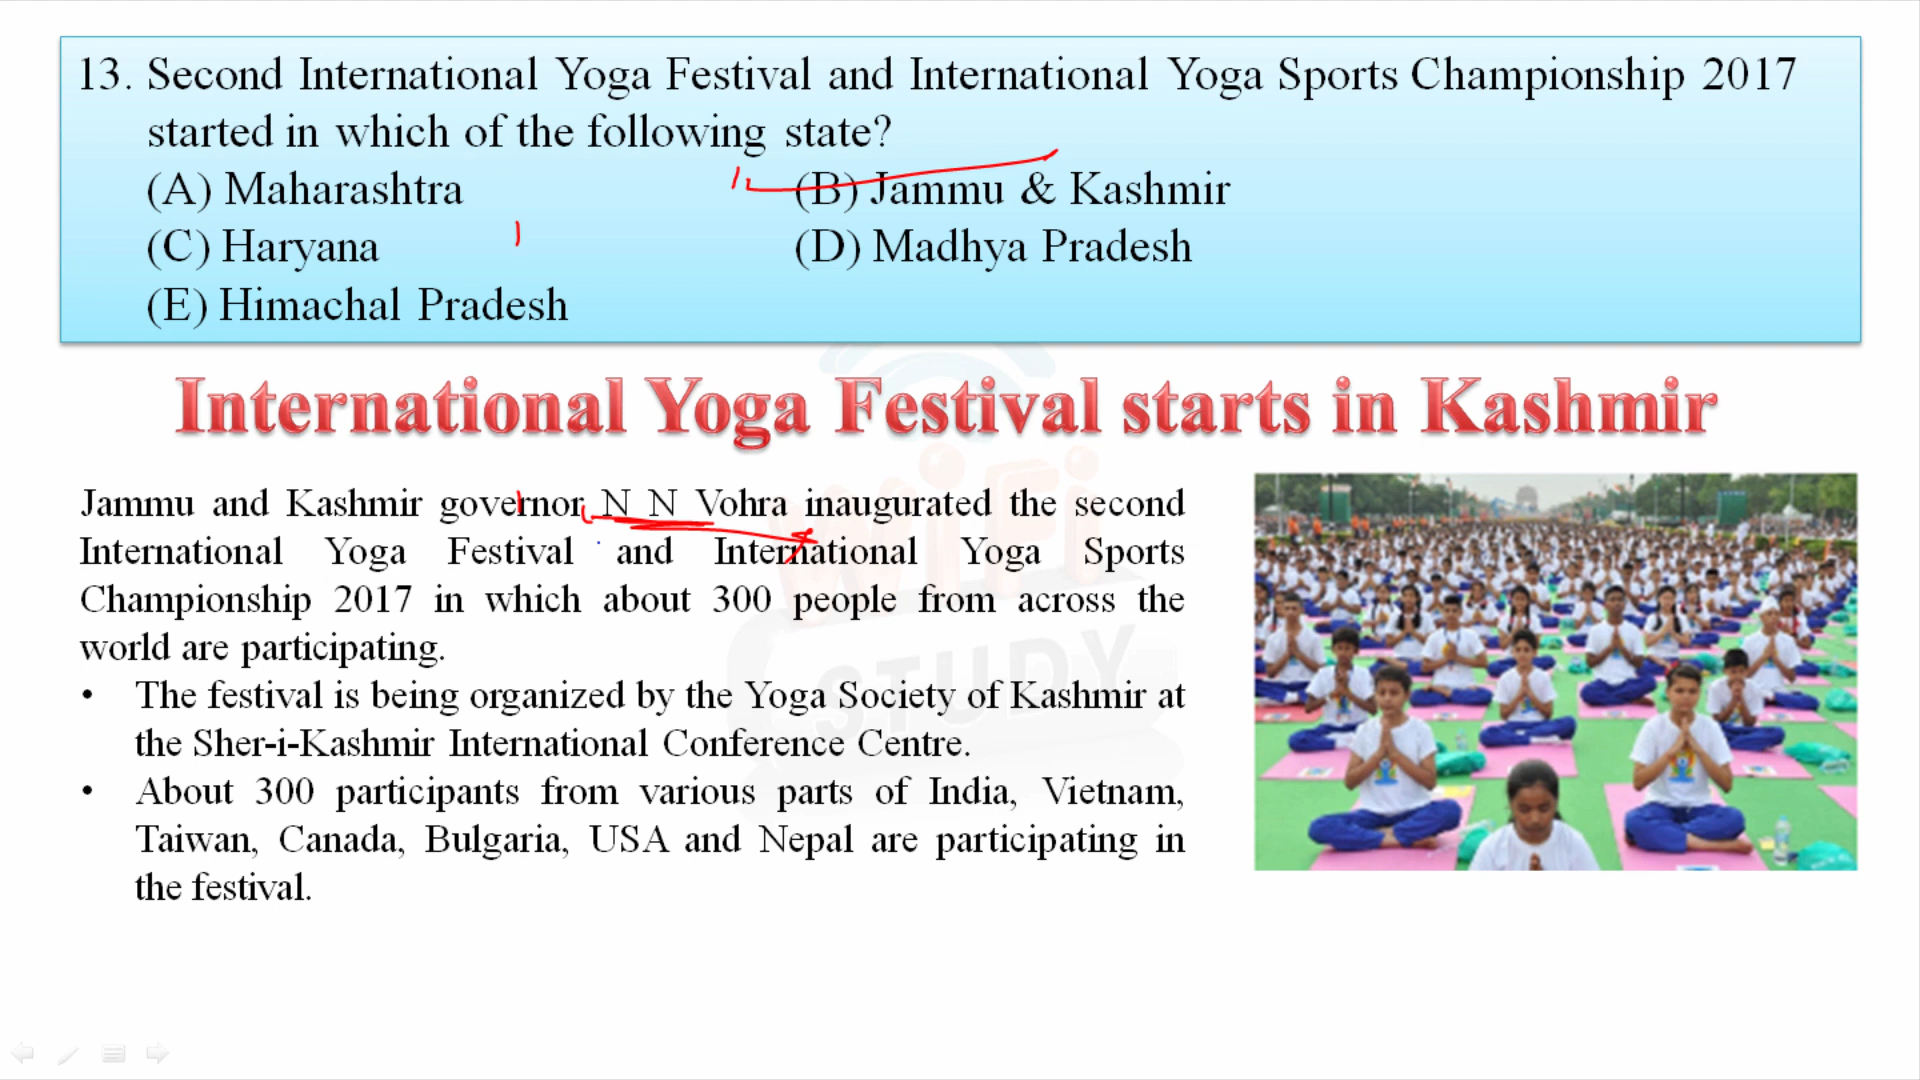 13. Second International Yoga Festival and International Yoga Sports Championship 2017
started in which of the following state?
(A) Maharashtra (B) Jammu & Kashmir
(C) Haryana (D) Madhya Pradesh
(E) Himachal Pradesh
International Yoga Festival starts in Kashmir
Jammu and Kashmir governor N N Vohra inaugurated the second
International Yoga Festival and International Yoga Sports
Championship 2017 in which about 300 people from across the
world are participating.
• The festival is being organized by the Yoga Society of Kashmir at
the Sher-i-Kashmir International Conference Centre.
• About 300 participants from various parts of India, Vietnam,
Taiwan, Canada, Bulgaria, USA and Nepal are participating in
the festival.
WiFi
STUDY